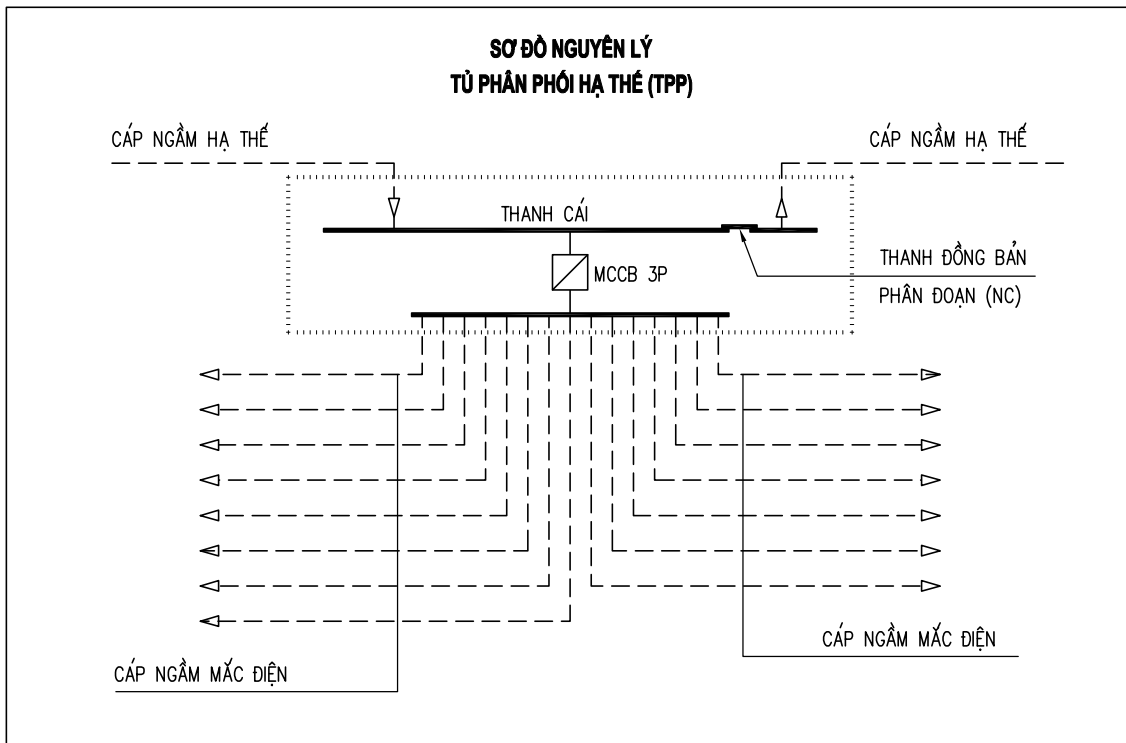 SƠ ĐỒ NGUYÊN LÝ
TỦ PHÂN PHỐI HẠ THẾ (TPP)
CÁP NGẦM HẠ THẾ
CÁP NGẦM HẠ THẾ
THANH CÁI
THANH ĐỒNG BẢN
PHÂN ĐOẠN (NC)
MCCB 3P
CÁP NGẦM MẮC ĐIỆN
CÁP NGẦM MẮC ĐIỆN